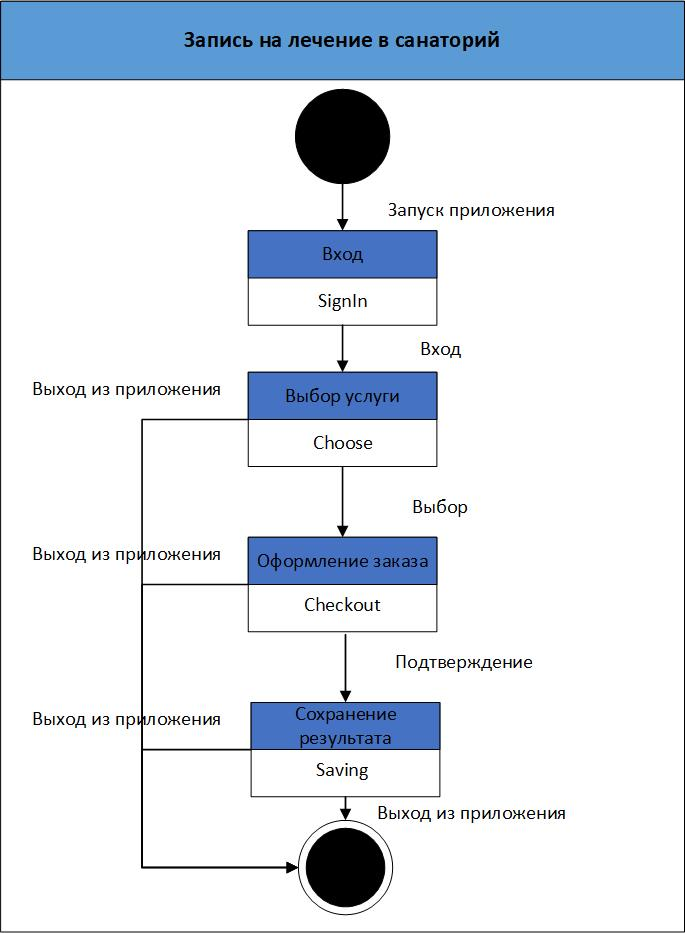 Запись на лечение в санаторий
Запуск приложения
Вход
SignIn
Вход
Выход из приложения
Выбор услуги
Choose
Выбор
Выход из приложения
Оформление заказа
Checkout
Подтверждение
Выход из приложения
Сохранение
результата
Saving
Выход из приложения